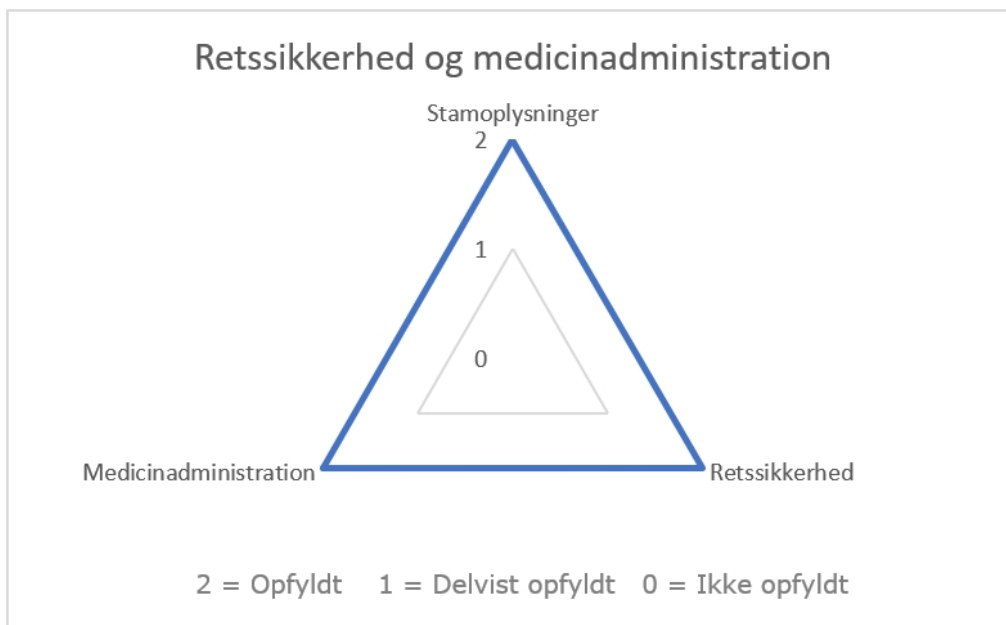 Retssikkerhed og medicinadministration
Stamoplysninger
2
1
0
Medicinadministration
Retssikkerhed
2 = Opfyldt 1 = Delvist opfyldt 0 = Ikke opfyldt